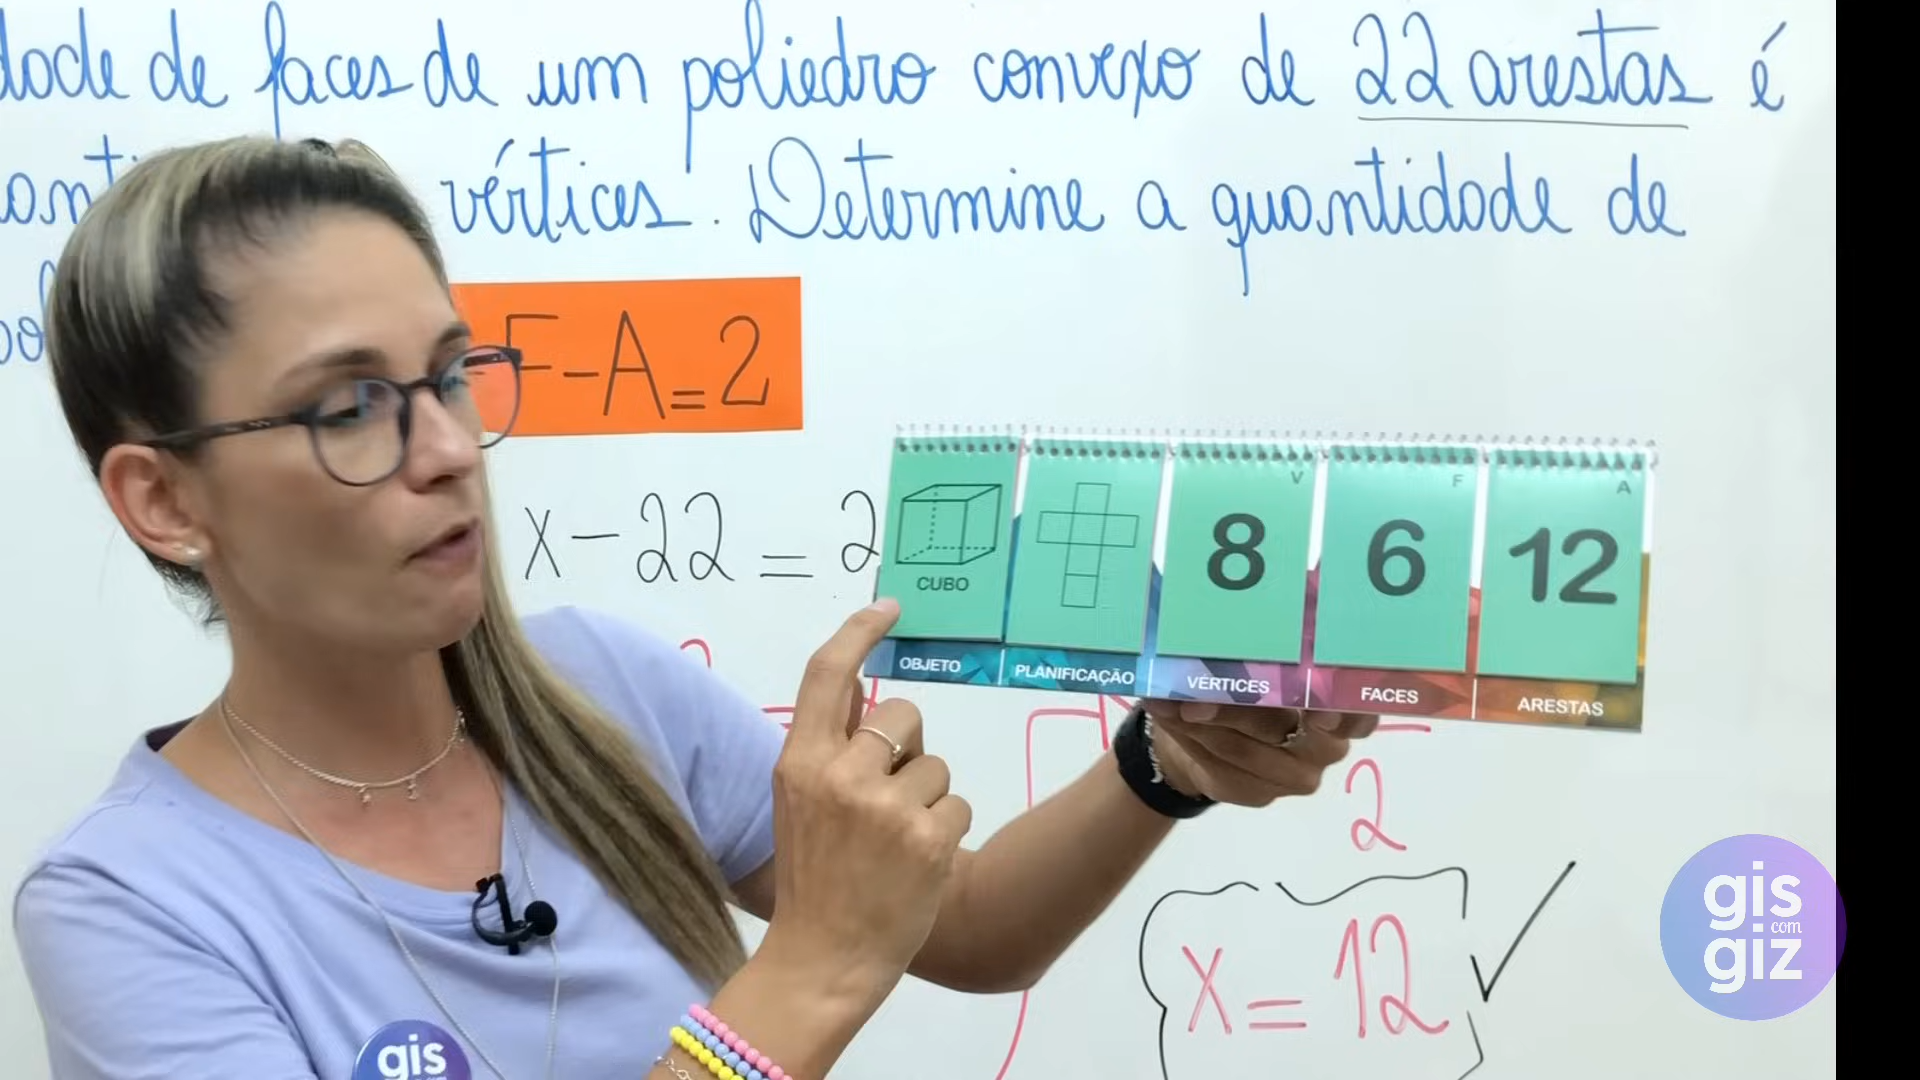 dade de faces de um poliedro convexo de 22 arestas é
vértices. Determine a quantidade de
F-A=2
x-22=2
V
F
A
8
6
12
CUBO
OBJETO
PLANIFICAÇÃO
VÉRTICES
FACES
ARESTAS
2
x=12
gis
com
giz
gis